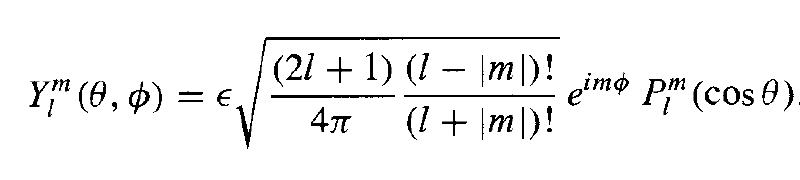 Y_l^m(θ, ϕ) = ϵ√((2l + 1)/4π (l − |m|)!/(l + |m|)!) e^{imϕ} P_l^m(cos θ).